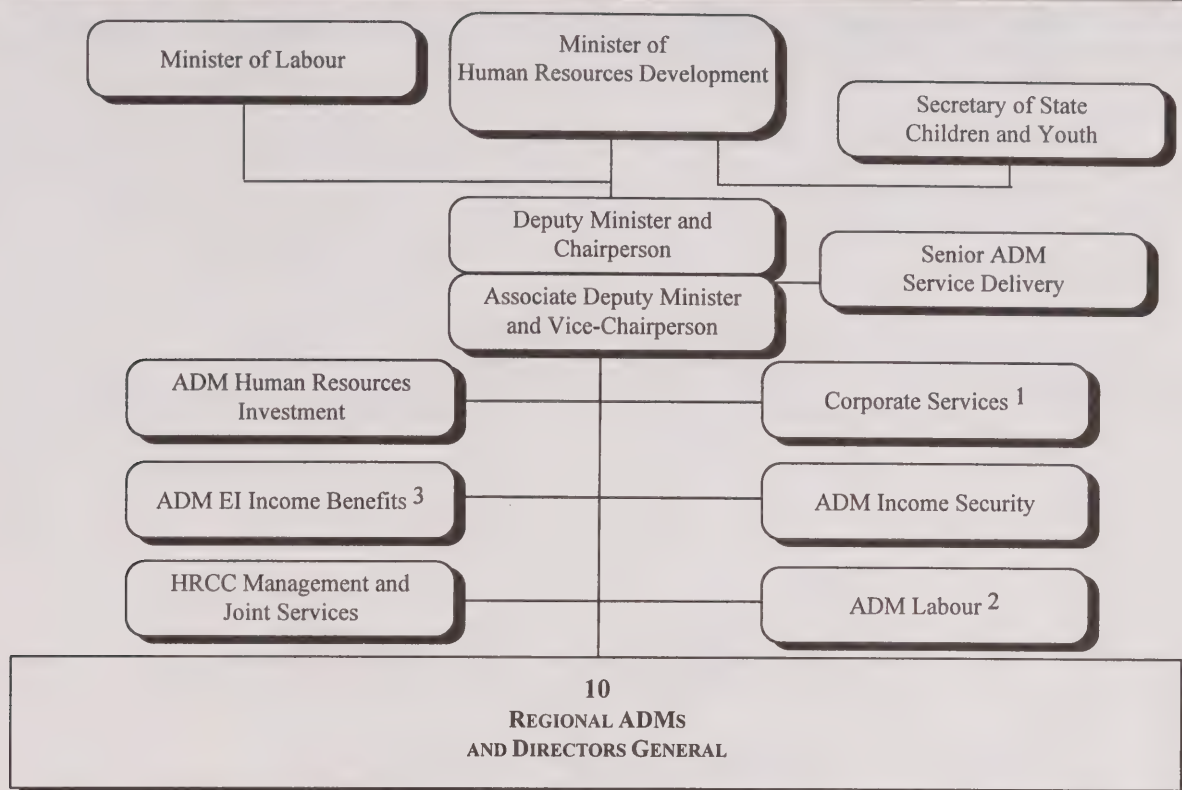 Minister of Labour
Minister of
Human Resources Development
Secretary of State
Children and Youth
Deputy Minister and
Chairperson
Senior ADM
Service Delivery
Associate Deputy Minister
and Vice-Chairperson
ADM Human Resources
Investment
Corporate Services 1
ADM EI Income Benefits 3
ADM Income Security
HRCC Management and
Joint Services
ADM Labour 2
10
REGIONAL ADMS
AND DIRECTORS GENERAL